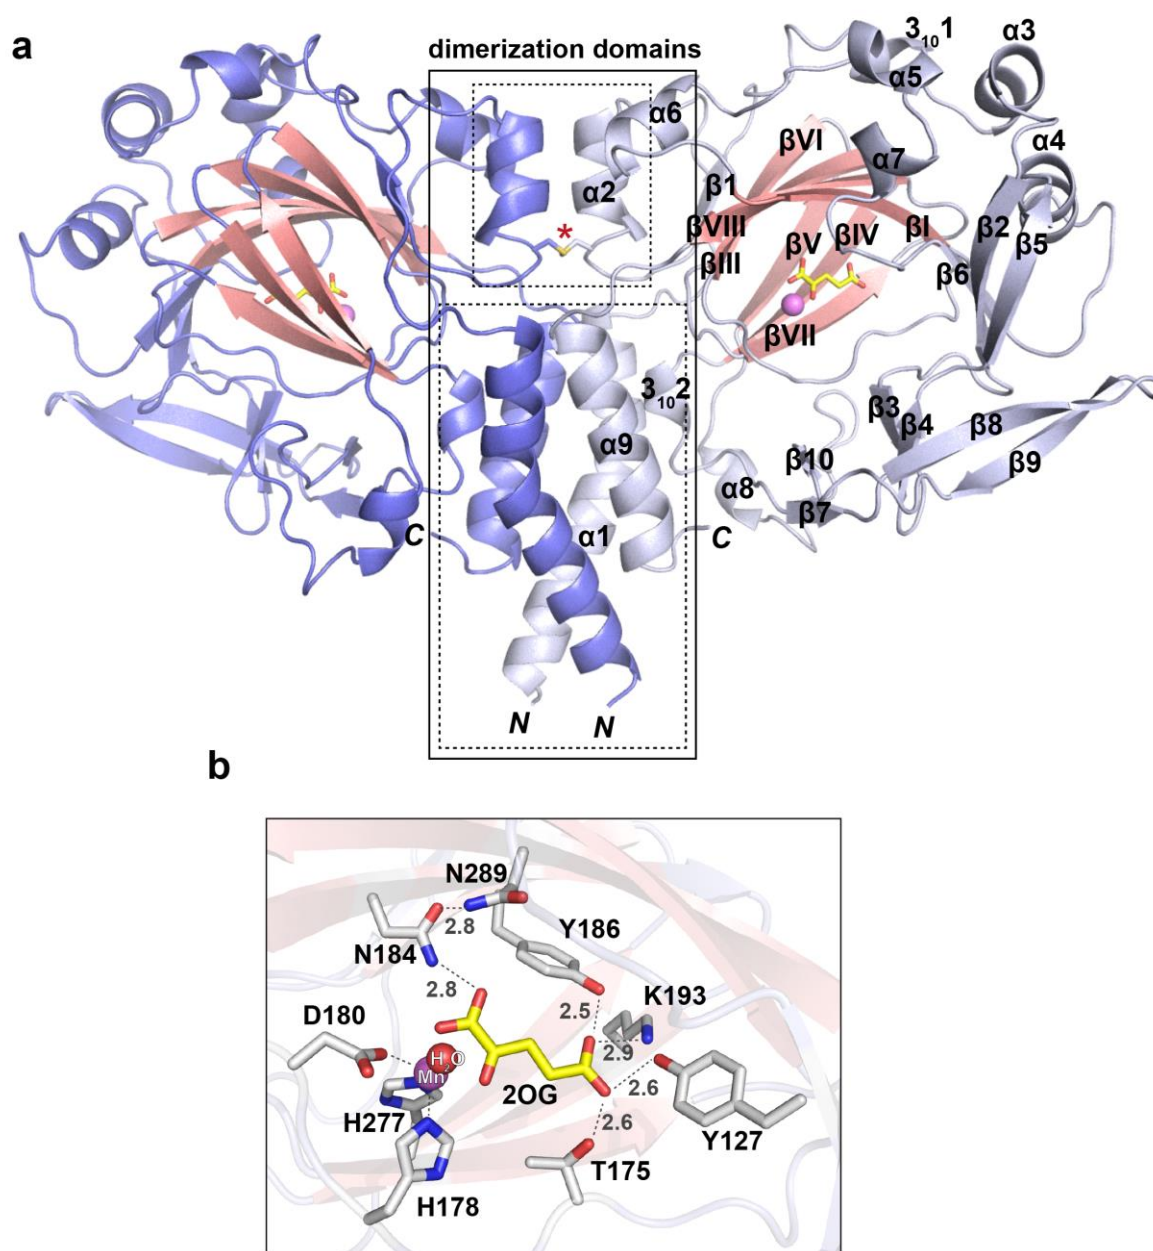 a
dimerization domains
3₁₀1
α3
α5
α6
α4
βVI
α7
α2
β1
*
βVIII
βV
βIV
βI
β2
β5
βIII
β6
βVII
3₁₀2
β3
β4
β8
α9
β10
β9
α8
β7
C
α1
C
N
N
b
N289
2.8
Y186
N184
2.8
K193
2.5
D180
H₂O
2.9
Mn
2OG
2.6
H277
2.6
Y127
T175
H178